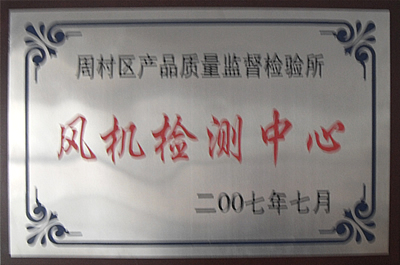 周村区产品质量监督检验所
风机检测中心
二00七年七月